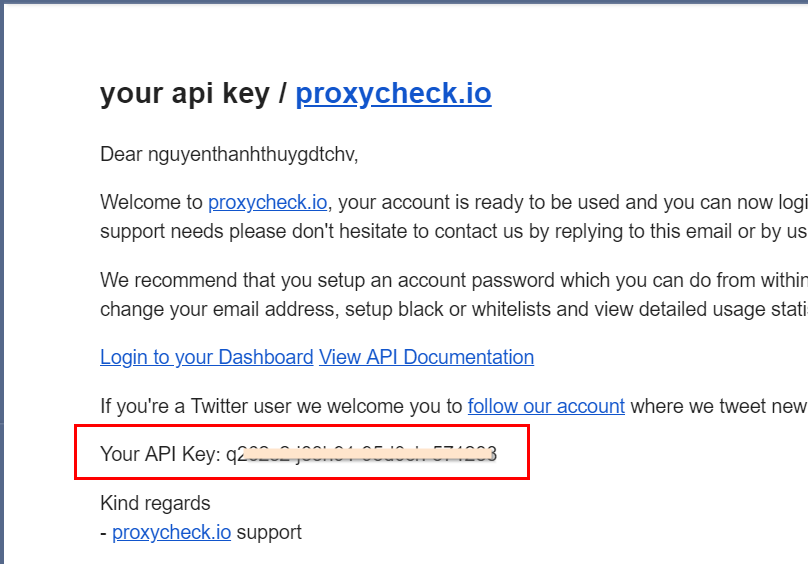 your api key / proxycheck.io
Dear nguyenthanhthuygdtchv,
Welcome to proxycheck.io, your account is ready to be used and you can now logi
support needs please don't hesitate to contact us by replying to this email or by us
We recommend that you setup an account password which you can do from within
change your email address, setup black or whitelists and view detailed usage stati
Login to your Dashboard View API Documentation
If you're a Twitter user we welcome you to follow our account where we tweet new
Your API Key:
Kind regards
- proxycheck.io support